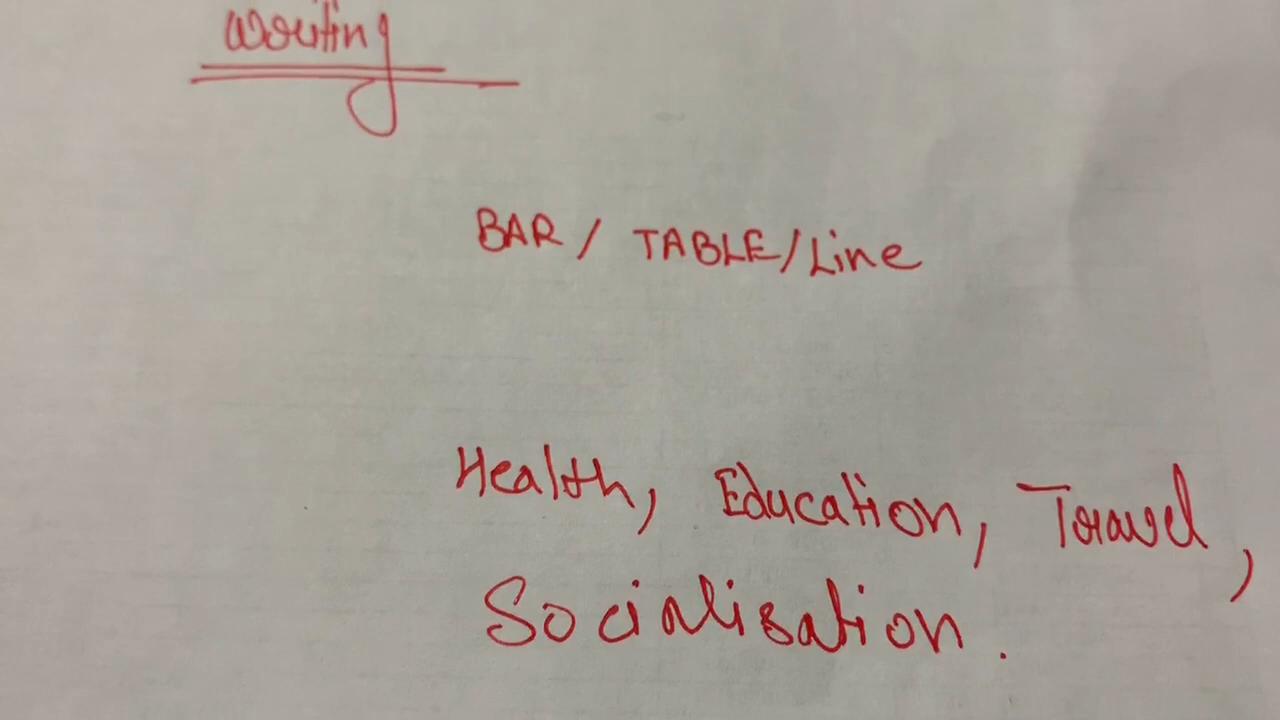 Writing
BAR / TABLE / Line
Health, Education, Travel,
Socialisation.